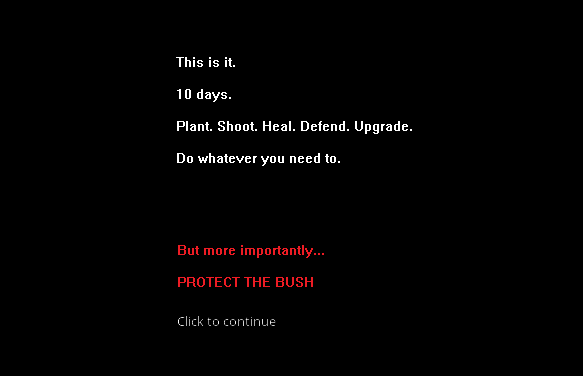 This is it.
10 days.
Plant. Shoot. Heal. Defend. Upgrade.
Do whatever you need to.
But more importantly...
PROTECT THE BUSH
Click to continue